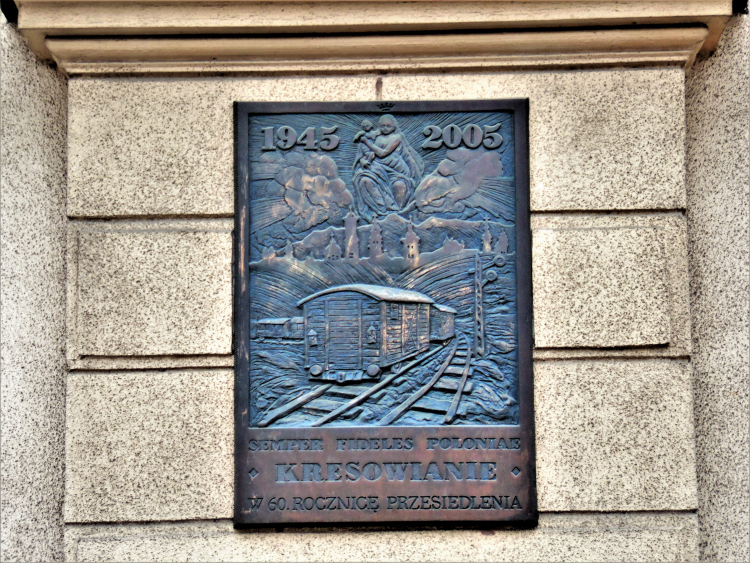 1945 2005
SEMPER FIDELES POLONIAE
KRESOWIANIE
W 60. ROCZNICĘ PRZESIEDLENIA